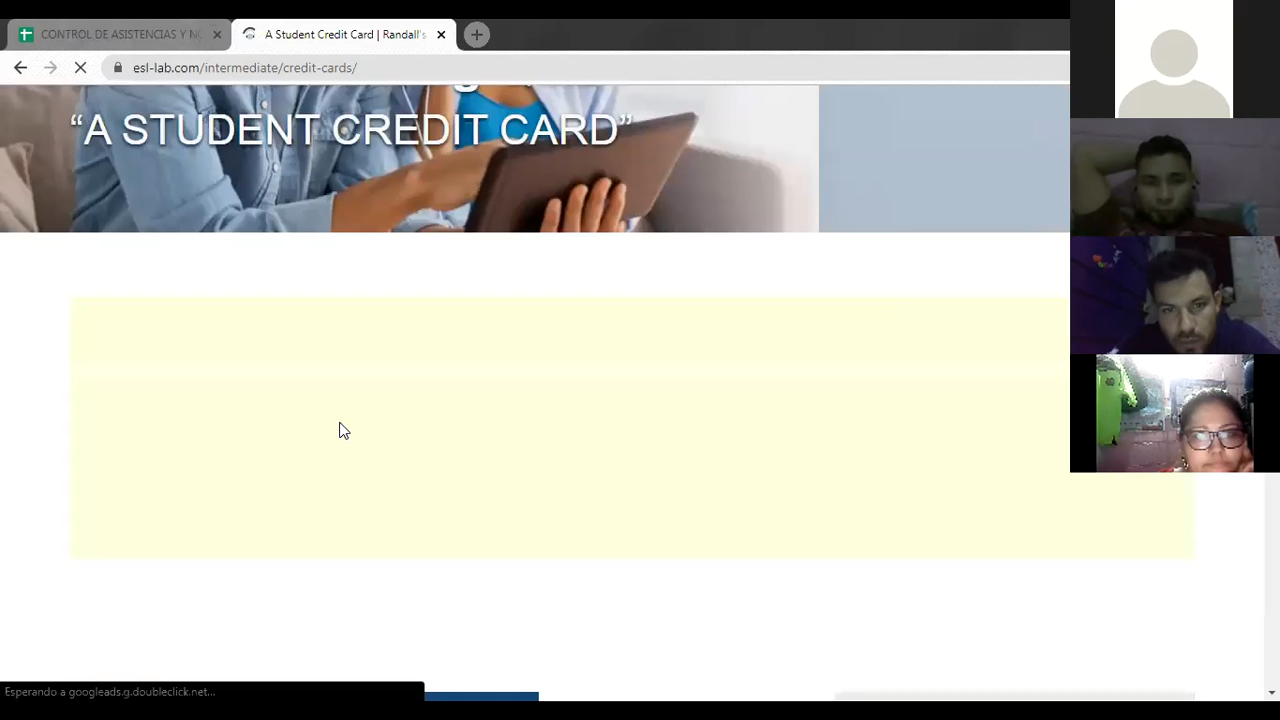 CONTROL DE ASISTENCIAS Y NO
A Student Credit Card | Randall's
esl-lab.com/intermediate/credit-cards/
“A STUDENT CREDIT CARD”
Esperando a googleads.g.doubleclick.net...